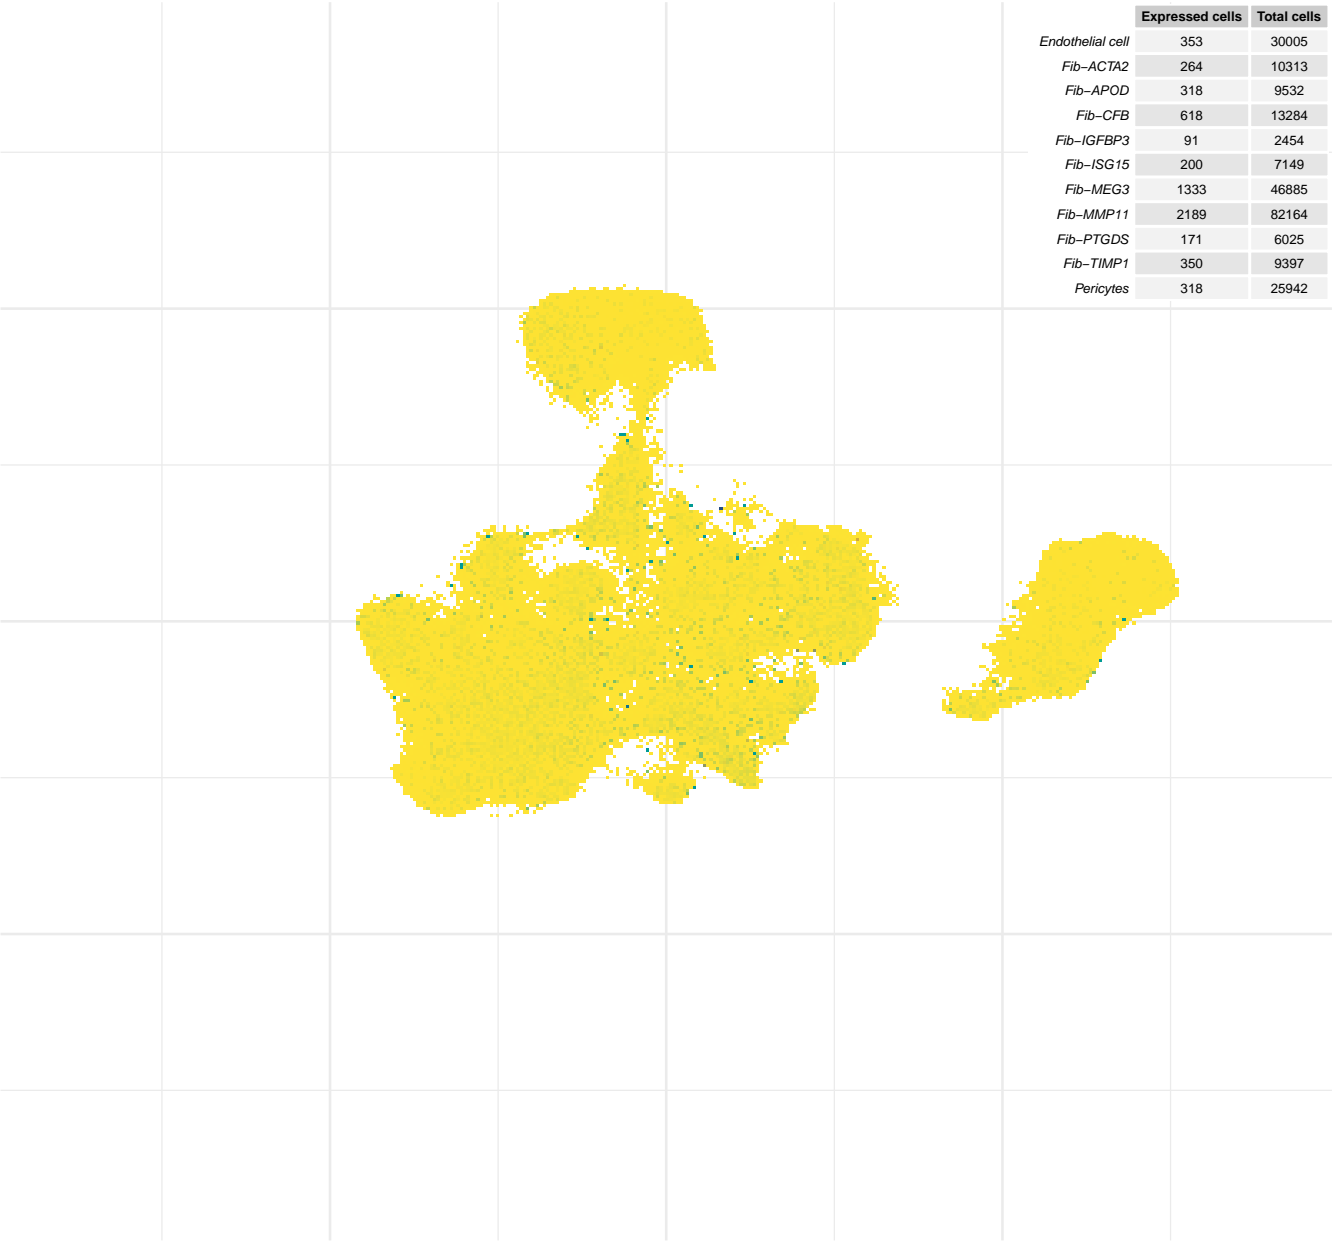 Expressed cells Total cells
Endothelial cell 353 30005
Fib−ACTA2 264 10313
Fib−APOD 318 9532
Fib−CFB 618 13284
Fib−IGFBP3 91 2454
Fib−ISG15 200 7149
Fib−MEG3 1333 46885
Fib−MMP11 2189 82164
Fib−PTGDS 171 6025
Fib−TIMP1 350 9397
Pericytes 318 25942